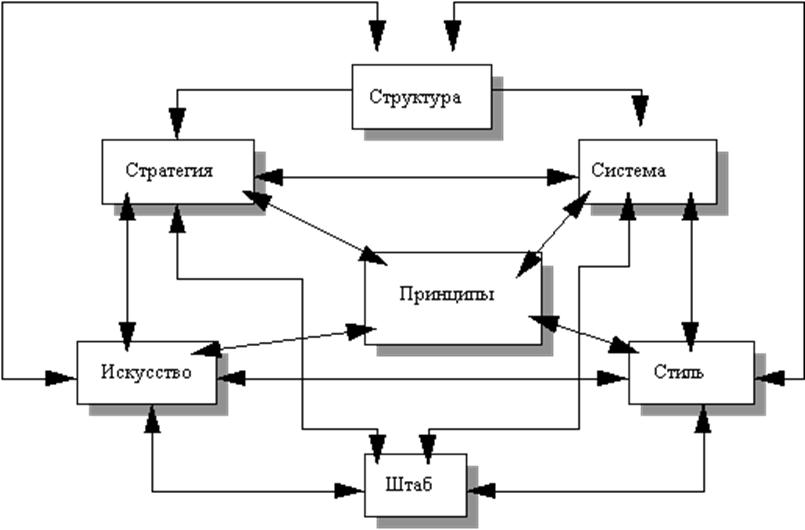 Структура
Стратегия
Система
Принципы
Искусство
Стиль
Штаб